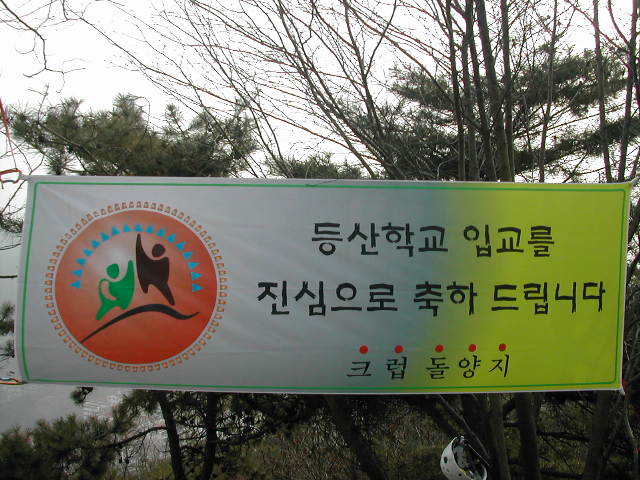 등산학교 입교를
진심으로 축하 드립니다
크럽 돌양지